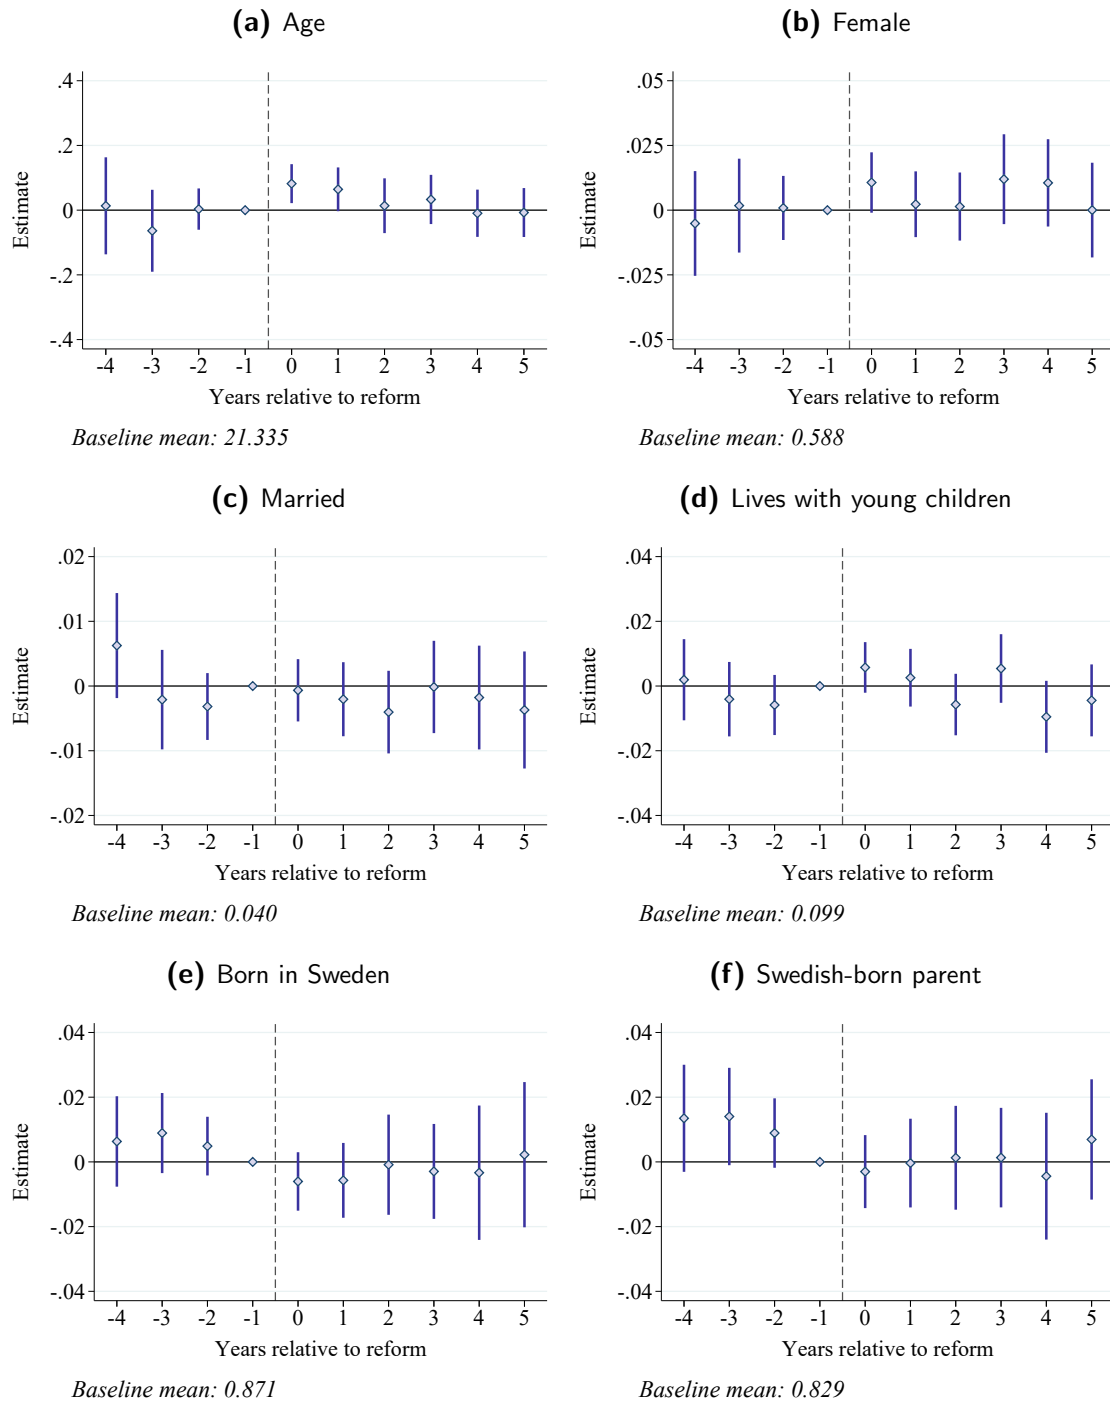 (a) Age
.4
.2
0
-.2
-.4
Estimate
-4 -3 -2 -1 0 1 2 3 4 5
Years relative to reform
Baseline mean: 21.335
(b) Female
.05
.025
0
-.025
-.05
Estimate
-4 -3 -2 -1 0 1 2 3 4 5
Years relative to reform
Baseline mean: 0.588
(c) Married
.02
.01
0
-.01
-.02
Estimate
-4 -3 -2 -1 0 1 2 3 4 5
Years relative to reform
Baseline mean: 0.040
(d) Lives with young children
.04
.02
0
-.02
-.04
Estimate
-4 -3 -2 -1 0 1 2 3 4 5
Years relative to reform
Baseline mean: 0.099
(e) Born in Sweden
.04
.02
0
-.02
-.04
Estimate
-4 -3 -2 -1 0 1 2 3 4 5
Years relative to reform
Baseline mean: 0.871
(f) Swedish-born parent
.04
.02
0
-.02
-.04
Estimate
-4 -3 -2 -1 0 1 2 3 4 5
Years relative to reform
Baseline mean: 0.829